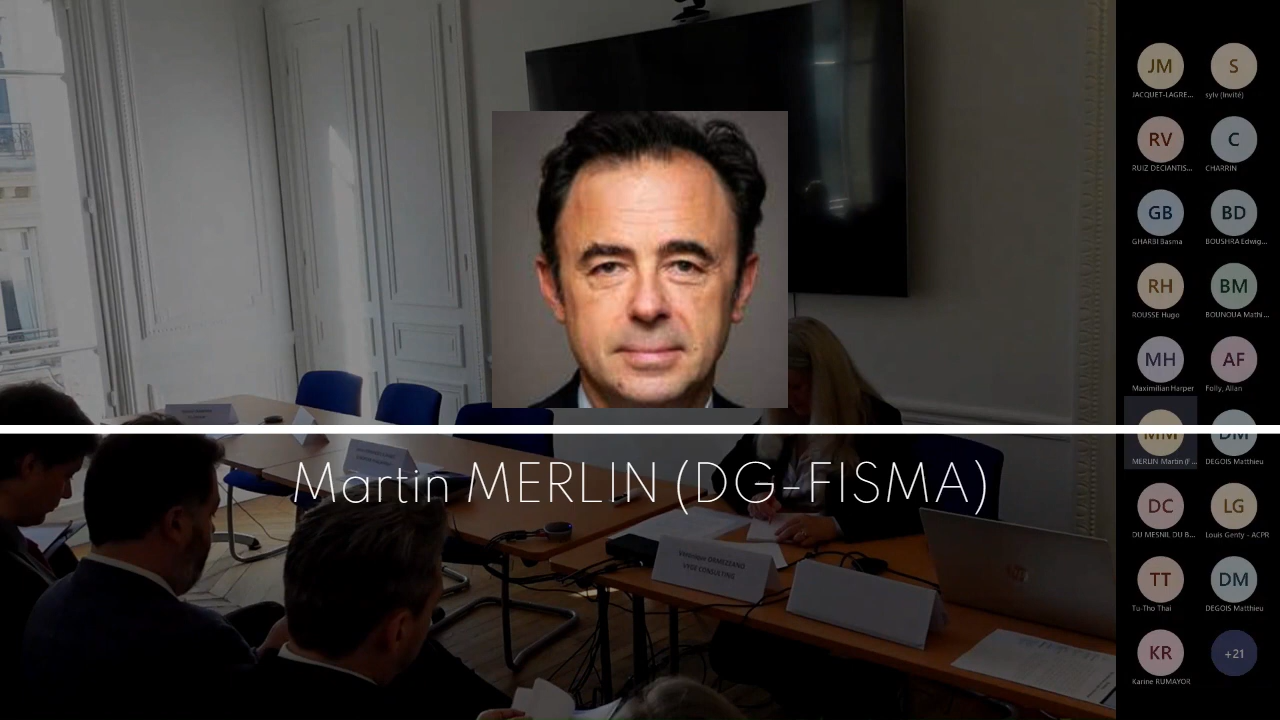 Martin MERLIN (DG-FISMA)
Véronique ORMEZZANO
VYGE CONSULTING
JM
JACQUET-LAGRE...
S
sylv (Invité)
RV
RUIZ DECIANTIS...
C
CHARRIN
GB
GHARBI Basma
BD
BOUSHRA Edwig...
RH
ROUSSE Hugo
BM
BOUNOUA Mathi...
MH
Maximilian Harper
AF
Folly, Allan
MM
MERLIN Martin (F...
DM
DEGOIS Matthieu
DC
DU MESNIL DU B...
LG
Louis Genty - ACPR
TT
Tu-Tho Thai
DM
DEGOIS Matthieu
KR
Karine RUMAYOR
+21